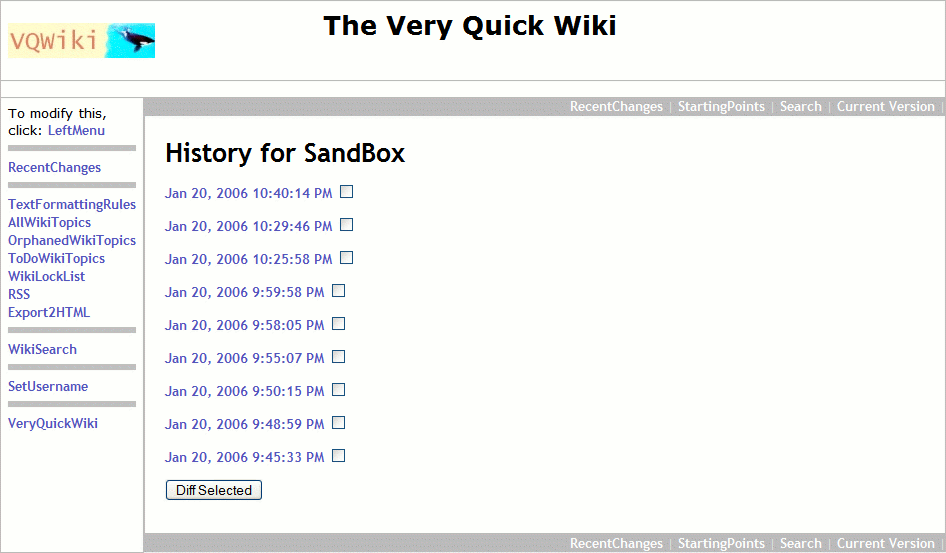 VQWiki
The Very Quick Wiki
To modify this,
click: LeftMenu
RecentChanges
TextFormattingRules
AllWikiTopics
OrphanedWikiTopics
ToDoWikiTopics
WikiLockList
RSS
Export2HTML
WikiSearch
SetUsername
VeryQuickWiki
RecentChanges | StartingPoints | Search | Current Version |
History for SandBox
Jan 20, 2006 10:40:14 PM
Jan 20, 2006 10:29:46 PM
Jan 20, 2006 10:25:58 PM
Jan 20, 2006 9:59:58 PM
Jan 20, 2006 9:58:05 PM
Jan 20, 2006 9:55:07 PM
Jan 20, 2006 9:50:15 PM
Jan 20, 2006 9:48:59 PM
Jan 20, 2006 9:45:33 PM
Diff Selected
RecentChanges | StartingPoints | Search | Current Version |